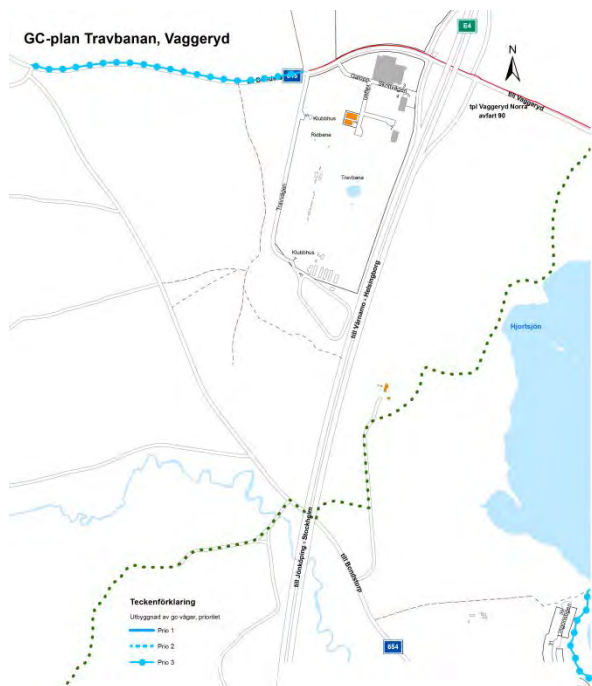 GC-plan Travbanan, Vaggeryd
E4
N
till Vaggeryd
tpl Vaggeryd Norra
avfart 90
Klubbhus
Ridbana
Travbana
Travvägen
Klubbhus
till Värnamo - Helsingborg
Hjortsjön
till Jönköping - Stockholm
till Bondstorp
854
Teckenförklaring
Utbyggnad av gc-vägar, prioritet
Prio 1
Prio 2
Prio 3